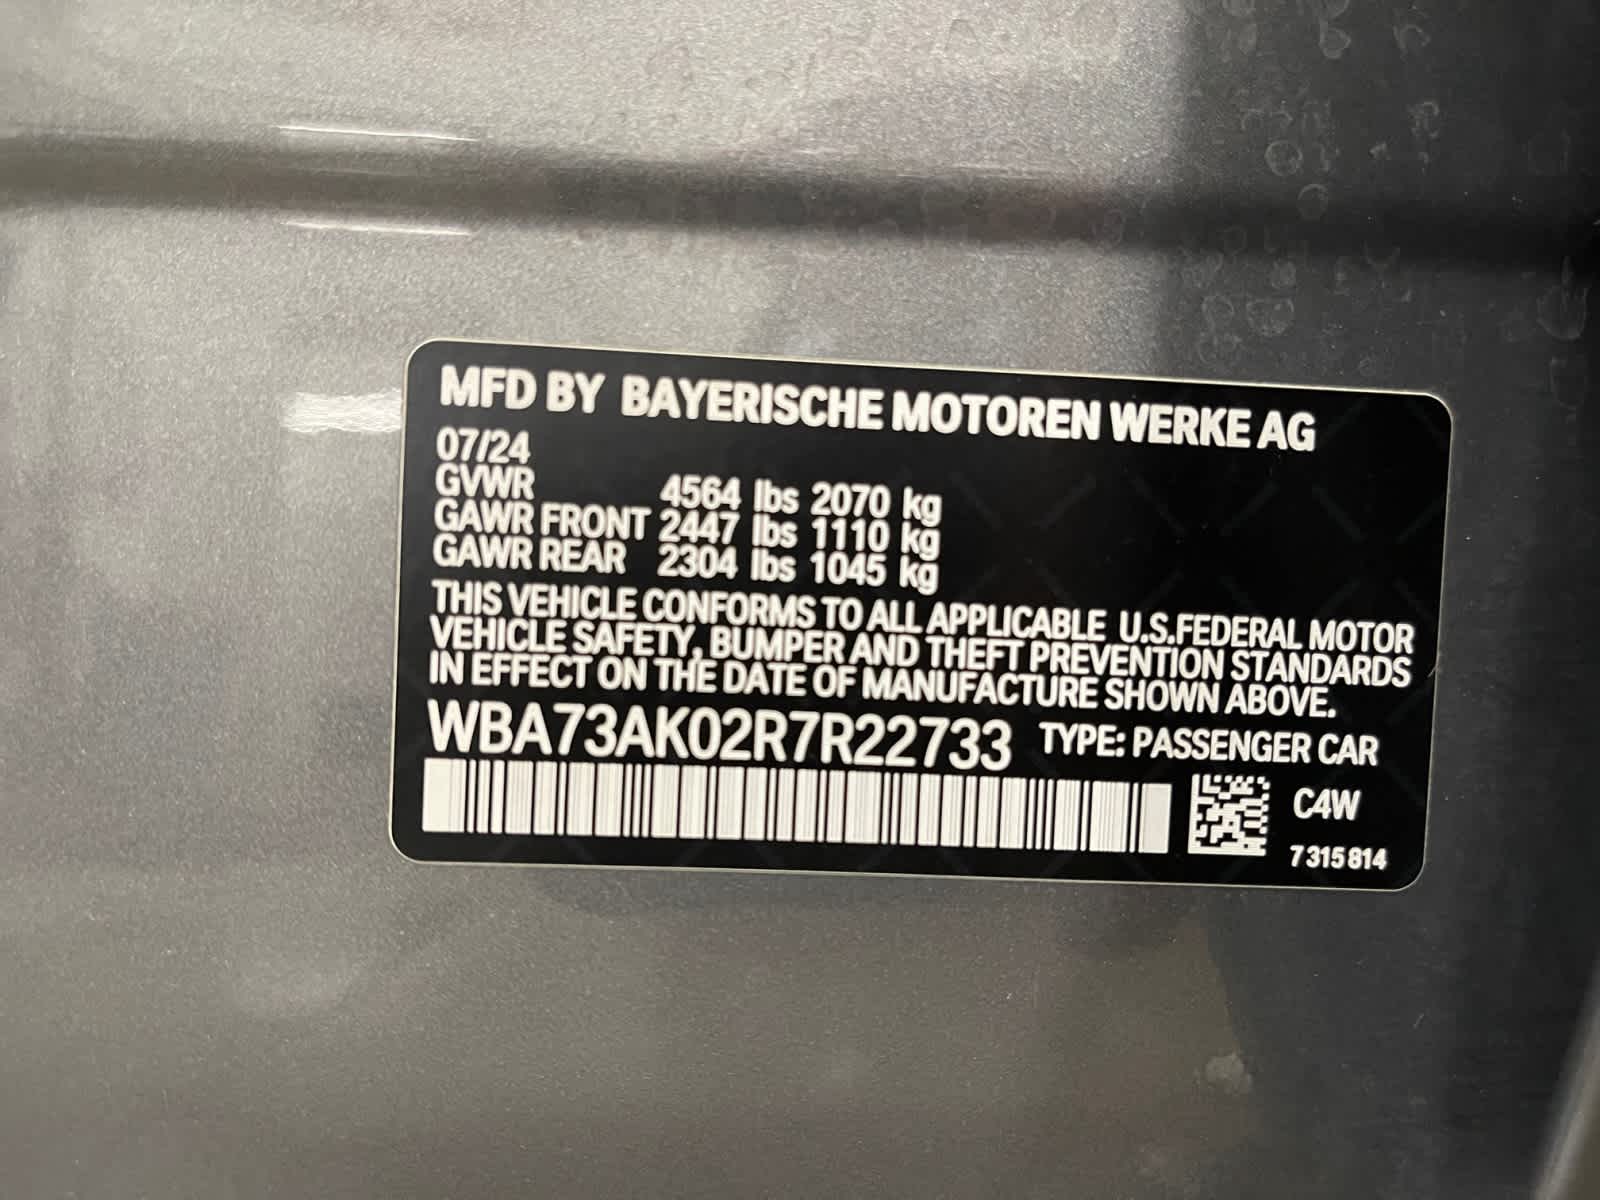 MFD BY BAYERISCHE MOTOREN WERKE AG
07/24
GVWR 4564 lbs 2070 kg
GAWR FRONT 2447 lbs 1110 kg
GAWR REAR 2304 lbs 1045 kg
THIS VEHICLE CONFORMS TO ALL APPLICABLE U.S.FEDERAL MOTOR
VEHICLE SAFETY, BUMPER AND THEFT PREVENTION STANDARDS
IN EFFECT ON THE DATE OF MANUFACTURE SHOWN ABOVE.
WBA73AK02R7R22733 TYPE: PASSENGER CAR
C4W
7 315 814